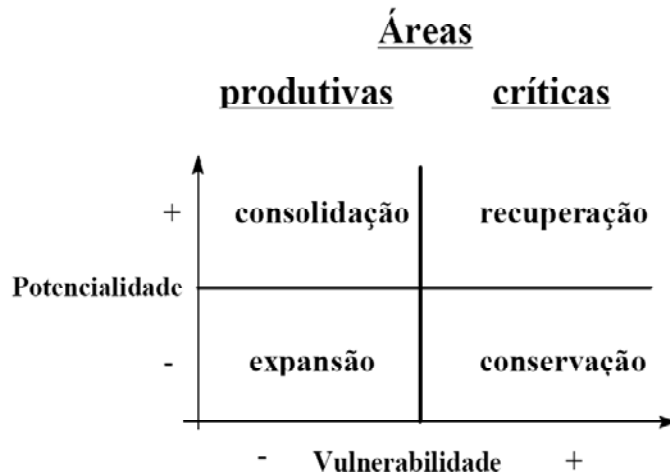 Áreas
produtivas críticas
+ consolidação recuperação
Potencialidade
- expansão conservação
- Vulnerabilidade +